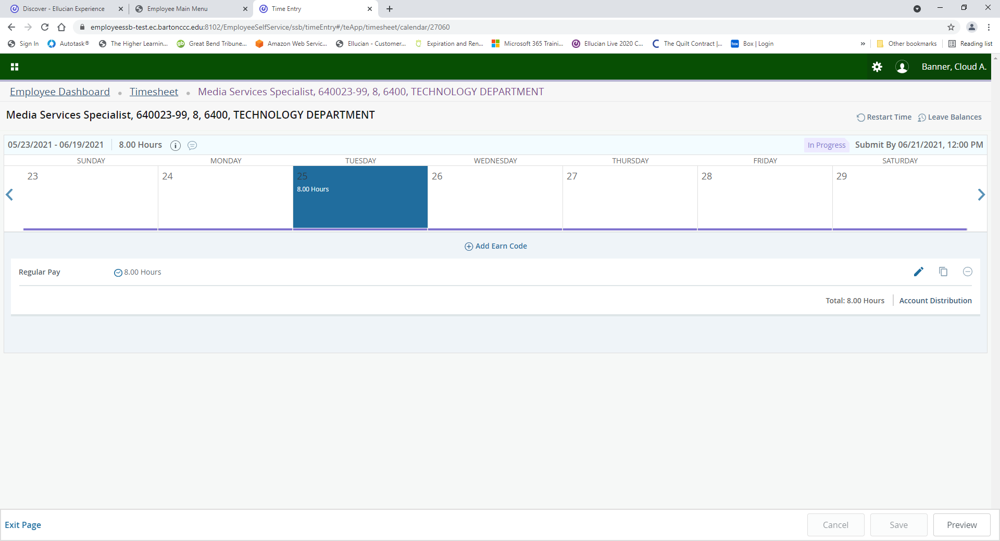 Discover - Ellucian Experience
Employee Main Menu
Time Entry
employeessb-test.ec.bartonccc.edu:8102/EmployeeSelfService/ssb/timeEntry#/teApp/timesheet/calendar/27060
Sign In
Autotask®
The Higher Learnin...
gb
Great Bend Tribune...
Amazon Web Servic...
Ellucian - Customer...
Expiration and Ren...
Microsoft 365 Traini...
Ellucian Live 2020 C...
The Quilt Contract |...
box
Box | Login
»
Other bookmarks
Reading list
Banner, Cloud A.
Employee Dashboard • Timesheet • Media Services Specialist, 640023-99, 8, 6400, TECHNOLOGY DEPARTMENT
Media Services Specialist, 640023-99, 8, 6400, TECHNOLOGY DEPARTMENT
Restart Time
Leave Balances
05/23/2021 - 06/19/2021
8.00 Hours
In Progress
Submit By 06/21/2021, 12:00 PM
SUNDAY
MONDAY
TUESDAY
WEDNESDAY
THURSDAY
FRIDAY
SATURDAY
23
24
25
26
27
28
29
8.00 Hours
Add Earn Code
Regular Pay
8.00 Hours
Total: 8.00 Hours
Account Distribution
Exit Page
Cancel
Save
Preview